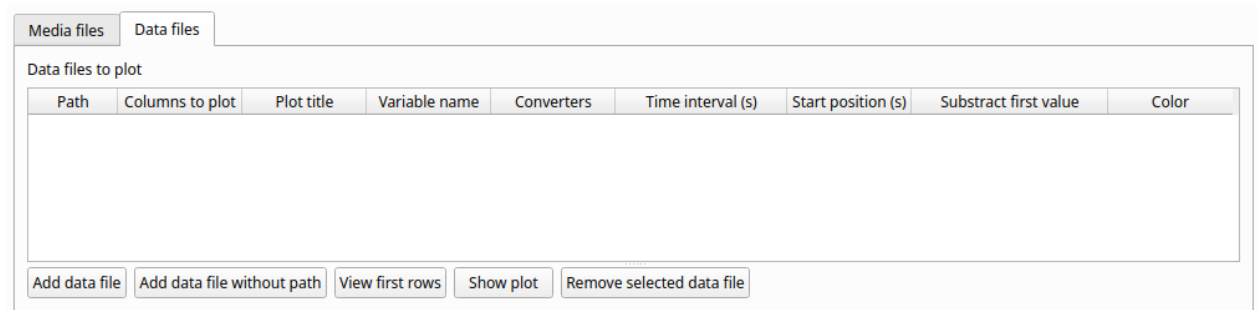 Media files Data files
Data files to plot
Path Columns to plot Plot title Variable name Converters Time interval (s) Start position (s) Substract first value Color
Add data file Add data file without path View first rows Show plot Remove selected data file